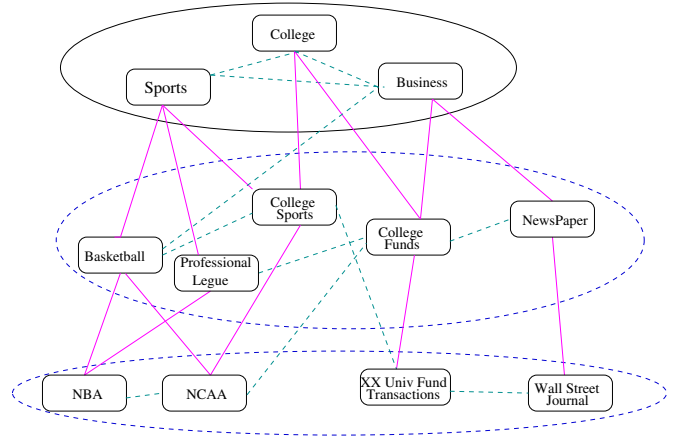 College
Sports
Business
College
Sports
NewsPaper
College
Funds
Basketball
Professional
Legue
NBA
NCAA
XX Univ Fund
Transactions
Wall Street
Journal